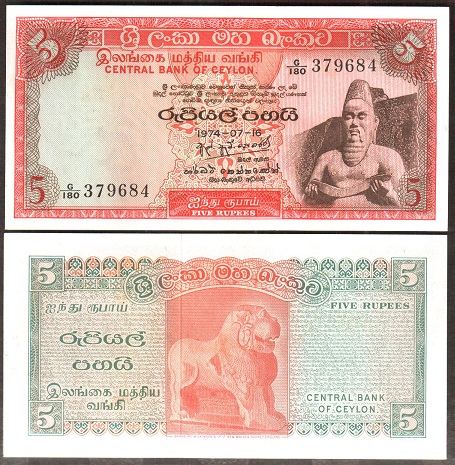 ශ්‍රී ලංකා මහ බැංකුව
இலங்கை மத்திய வங்கி
CENTRAL BANK OF CEYLON.
5
G/180 379684
රුපියල් පහයි
1974-07-16
5
G/180 379684
5
ஐந்து ரூபாய்
FIVE RUPEES
ශ්‍රී ලංකා මහ බැංකුව
5
5
ஐந்து ரூபாய்
FIVE RUPEES
රුපියල්
පහයි
இலங்கை மத்திய
வங்கி
CENTRAL BANK
OF CEYLON
5
5